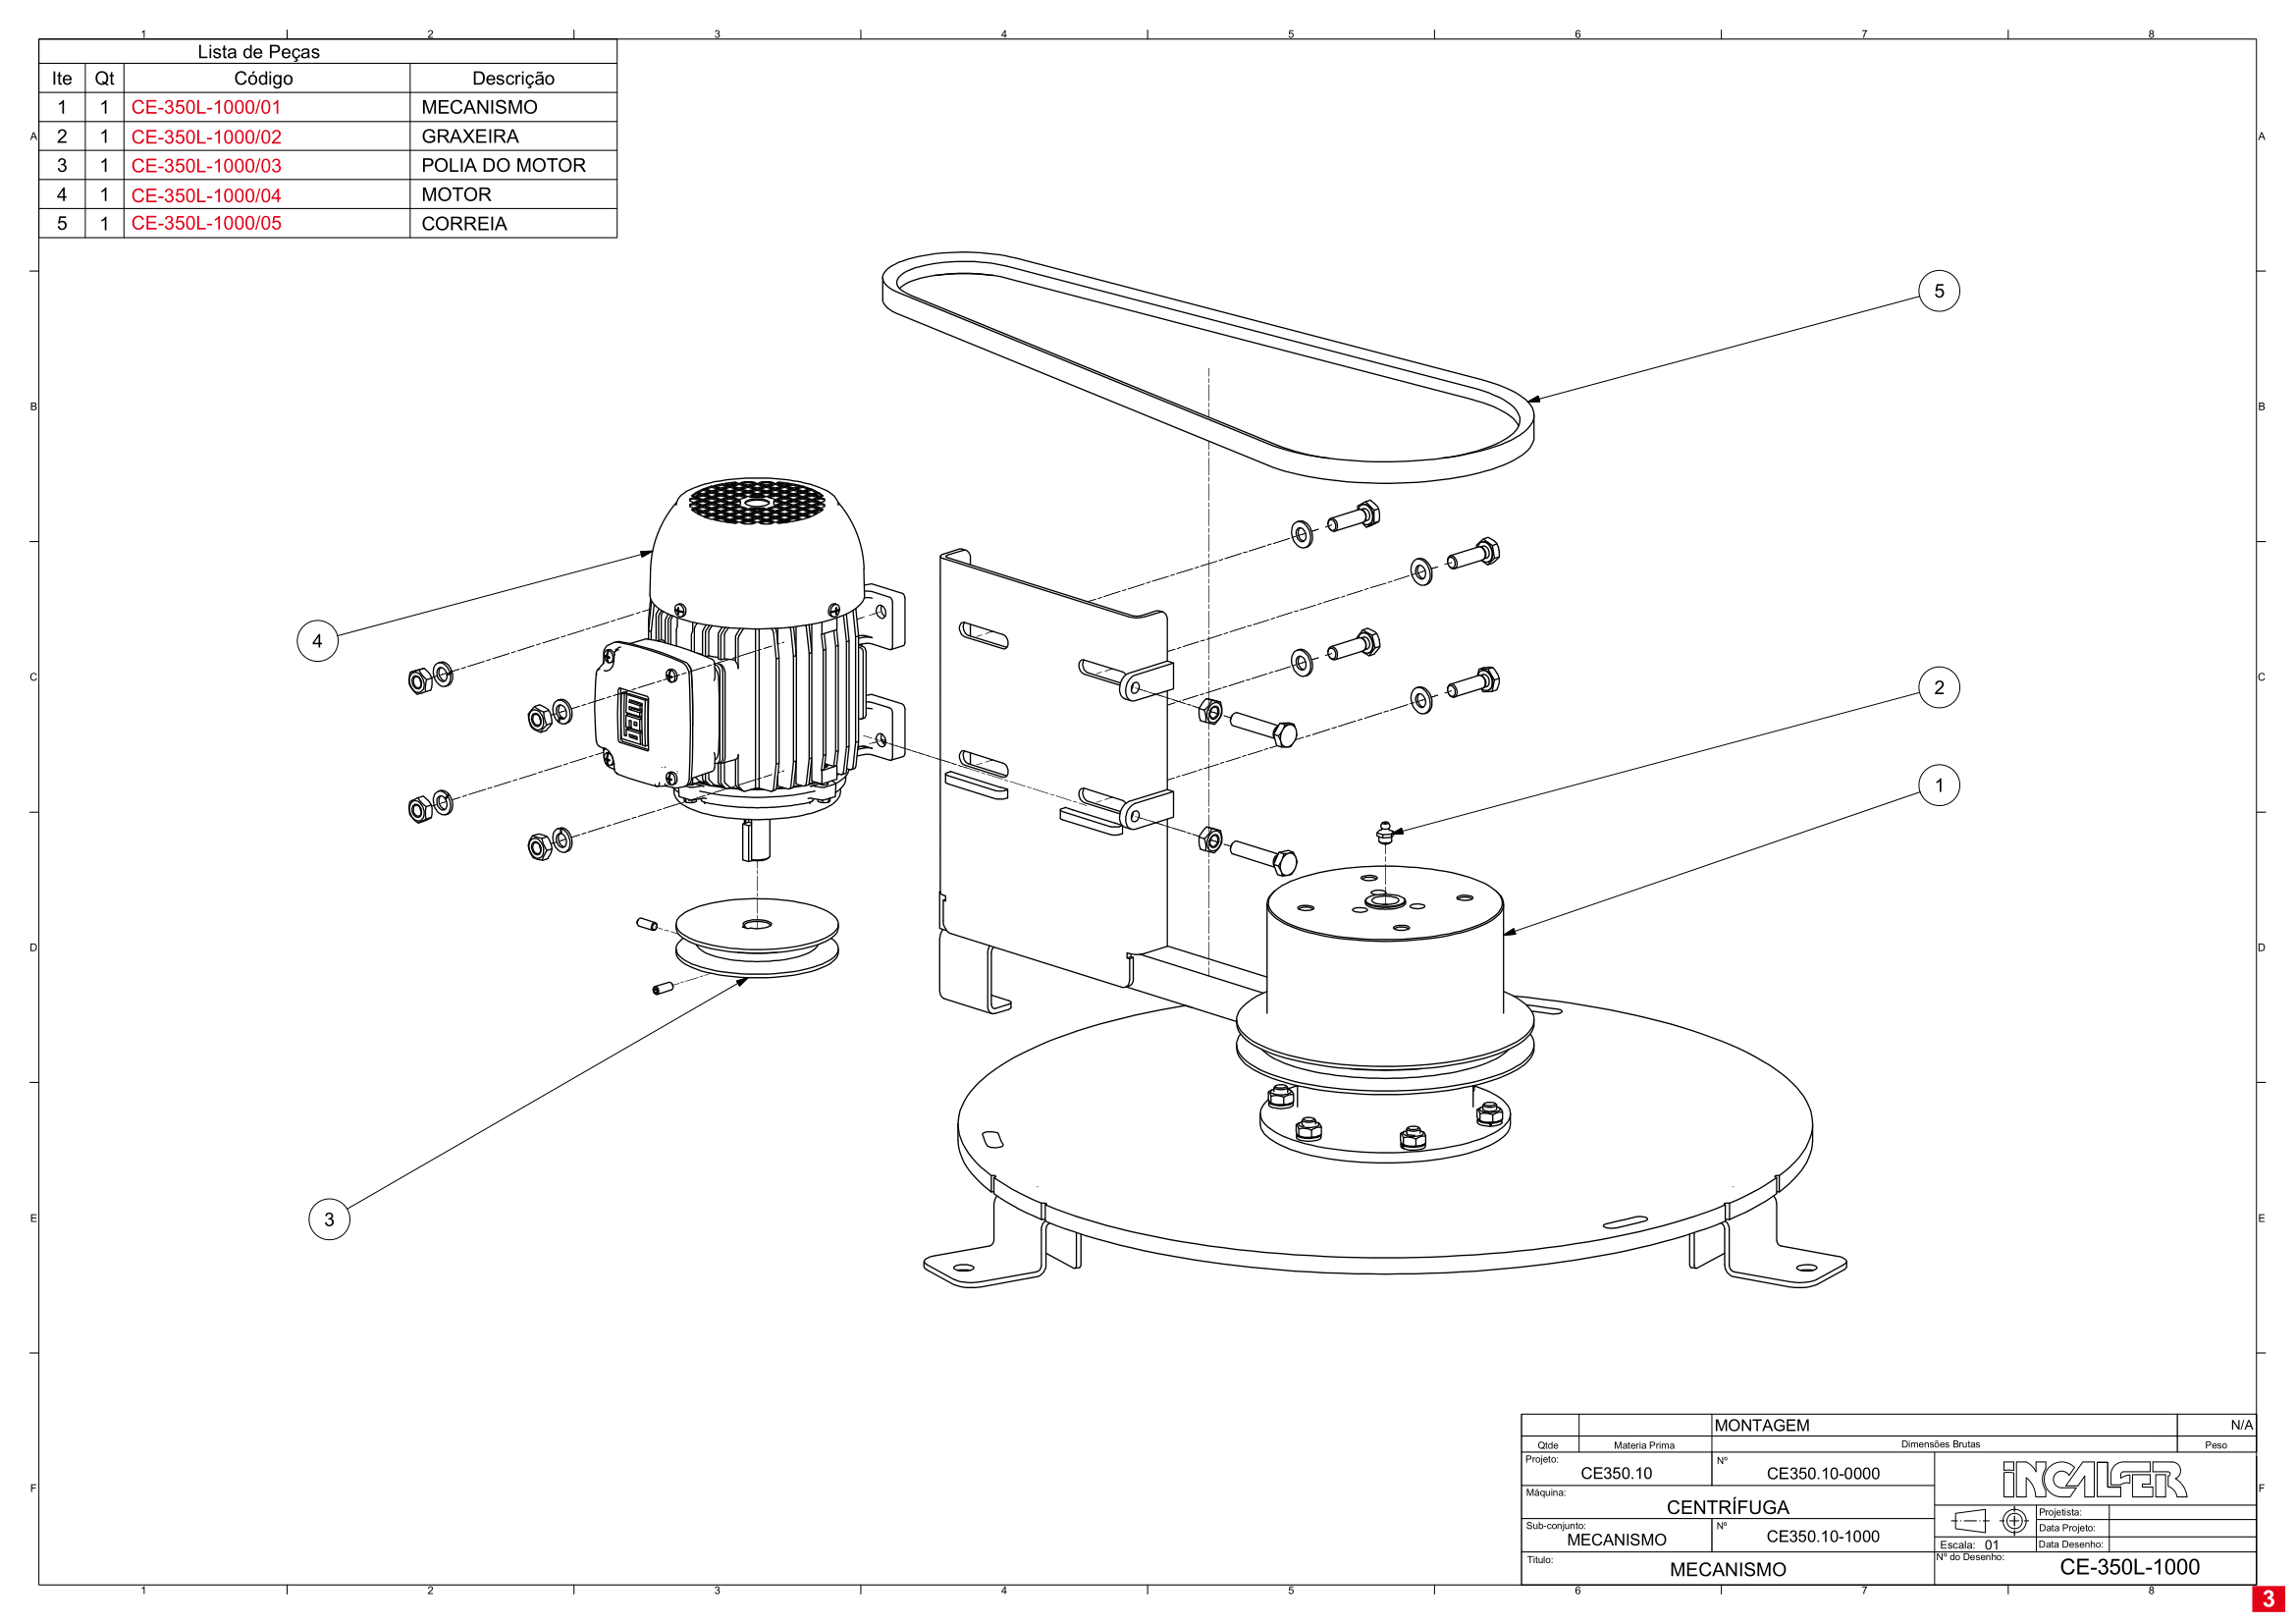 1 2 3 4 5 6 7 8
Lista de Peças
Ite Qt Código Descrição
1 1 CE-350L-1000/01 MECANISMO
2 1 CE-350L-1000/02 GRAXEIRA
3 1 CE-350L-1000/03 POLIA DO MOTOR
4 1 CE-350L-1000/04 MOTOR
5 1 CE-350L-1000/05 CORREIA
A A
5
B B
4
C C
2
1
D D
3
E E
MONTAGEM N/A
Qtde Materia Prima Dimensões Brutas Peso
Projeto: CE350.10 Nº CE350.10-0000
INCALFER
F F
Máquina: CENTRÍFUGA
Projetista:
Sub-conjunto: MECANISMO Nº CE350.10-1000
Data Projeto:
Escala: 01 Data Desenho:
Titulo: MECANISMO
Nº do Desenho: CE-350L-1000
1 2 3 4 5 6 7 8
3